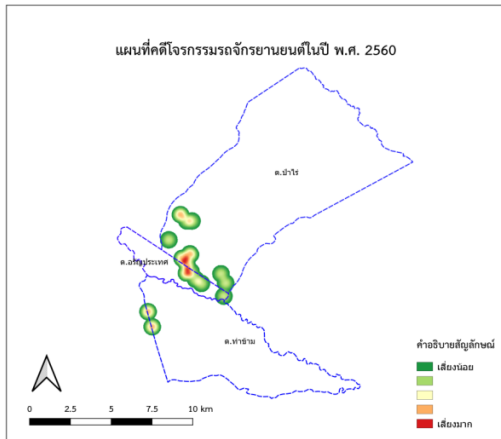 แผนที่คดีโจรกรรมรถจักรยานยนต์ในปี พ.ศ. 2560
ต.ป่าไร่
ต.อรัญประเทศ
ต.ท่าข้าม
คำอธิบายสัญลักษณ์
เสี่ยงน้อย
เสี่ยงมาก
0 2.5 5 7.5 10 km